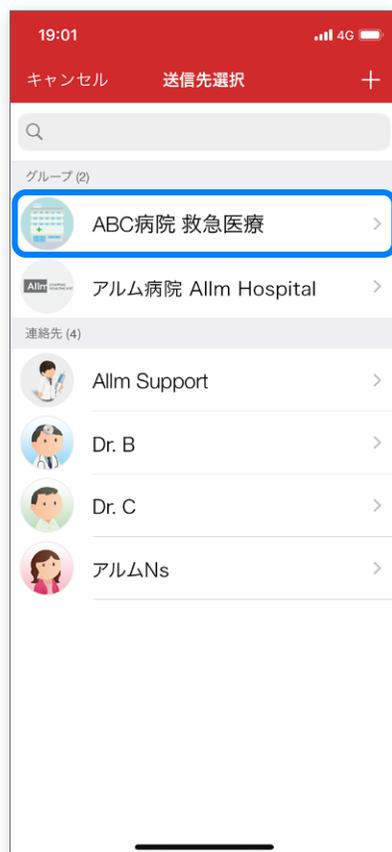 19:01
4G
キャンセル
送信先選択
グループ (2)
ABC病院 救急医療
Allm
アルム病院 Allm Hospital
連絡先 (4)
Allm Support
Dr. B
Dr. C
アルムNs